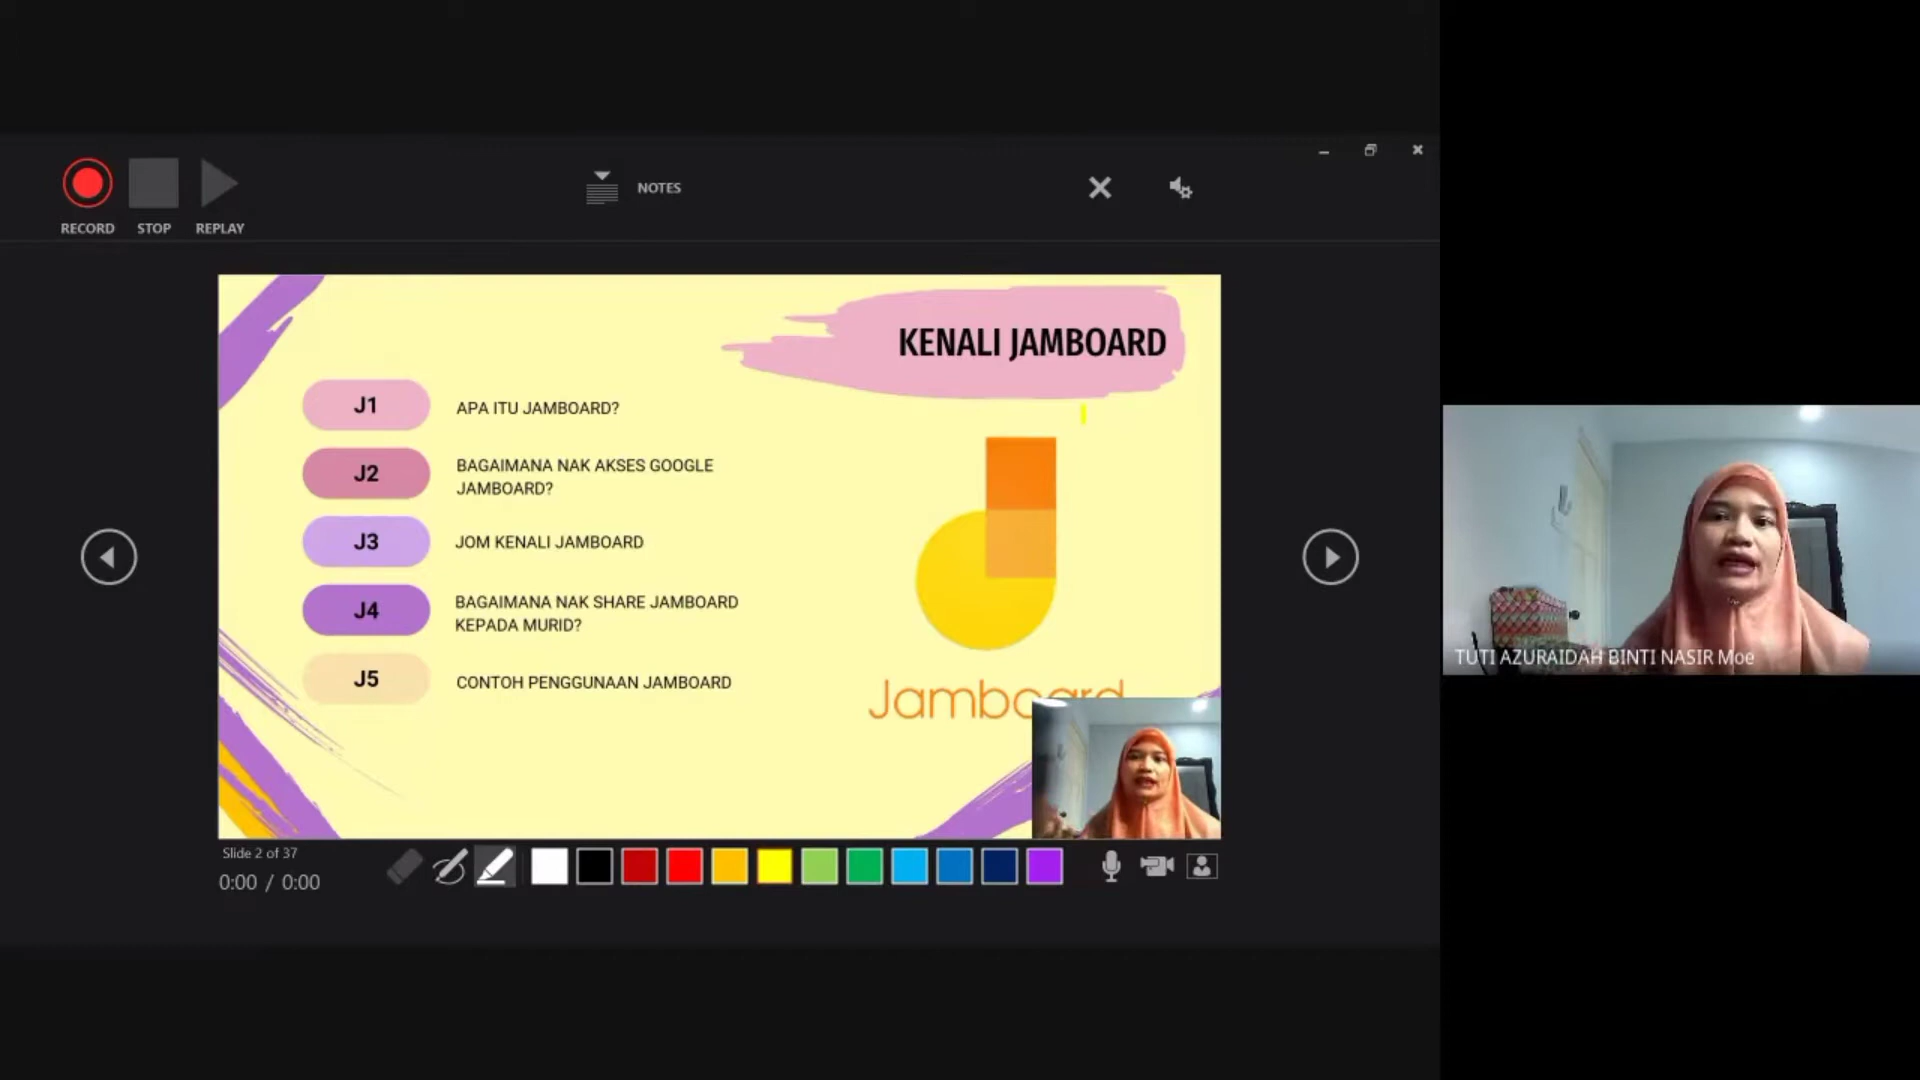 RECORD
STOP
REPLAY
NOTES
KENALI JAMBOARD
J1
APA ITU JAMBOARD?
J2
BAGAIMANA NAK AKSES GOOGLE
JAMBOARD?
J3
JOM KENALI JAMBOARD
J4
BAGAIMANA NAK SHARE JAMBOARD
KEPADA MURID?
J5
CONTOH PENGGUNAAN JAMBOARD
Jamboard
Slide 2 of 37
0:00 / 0:00
TUTI AZURAIDAH BINTI NASIR Moe